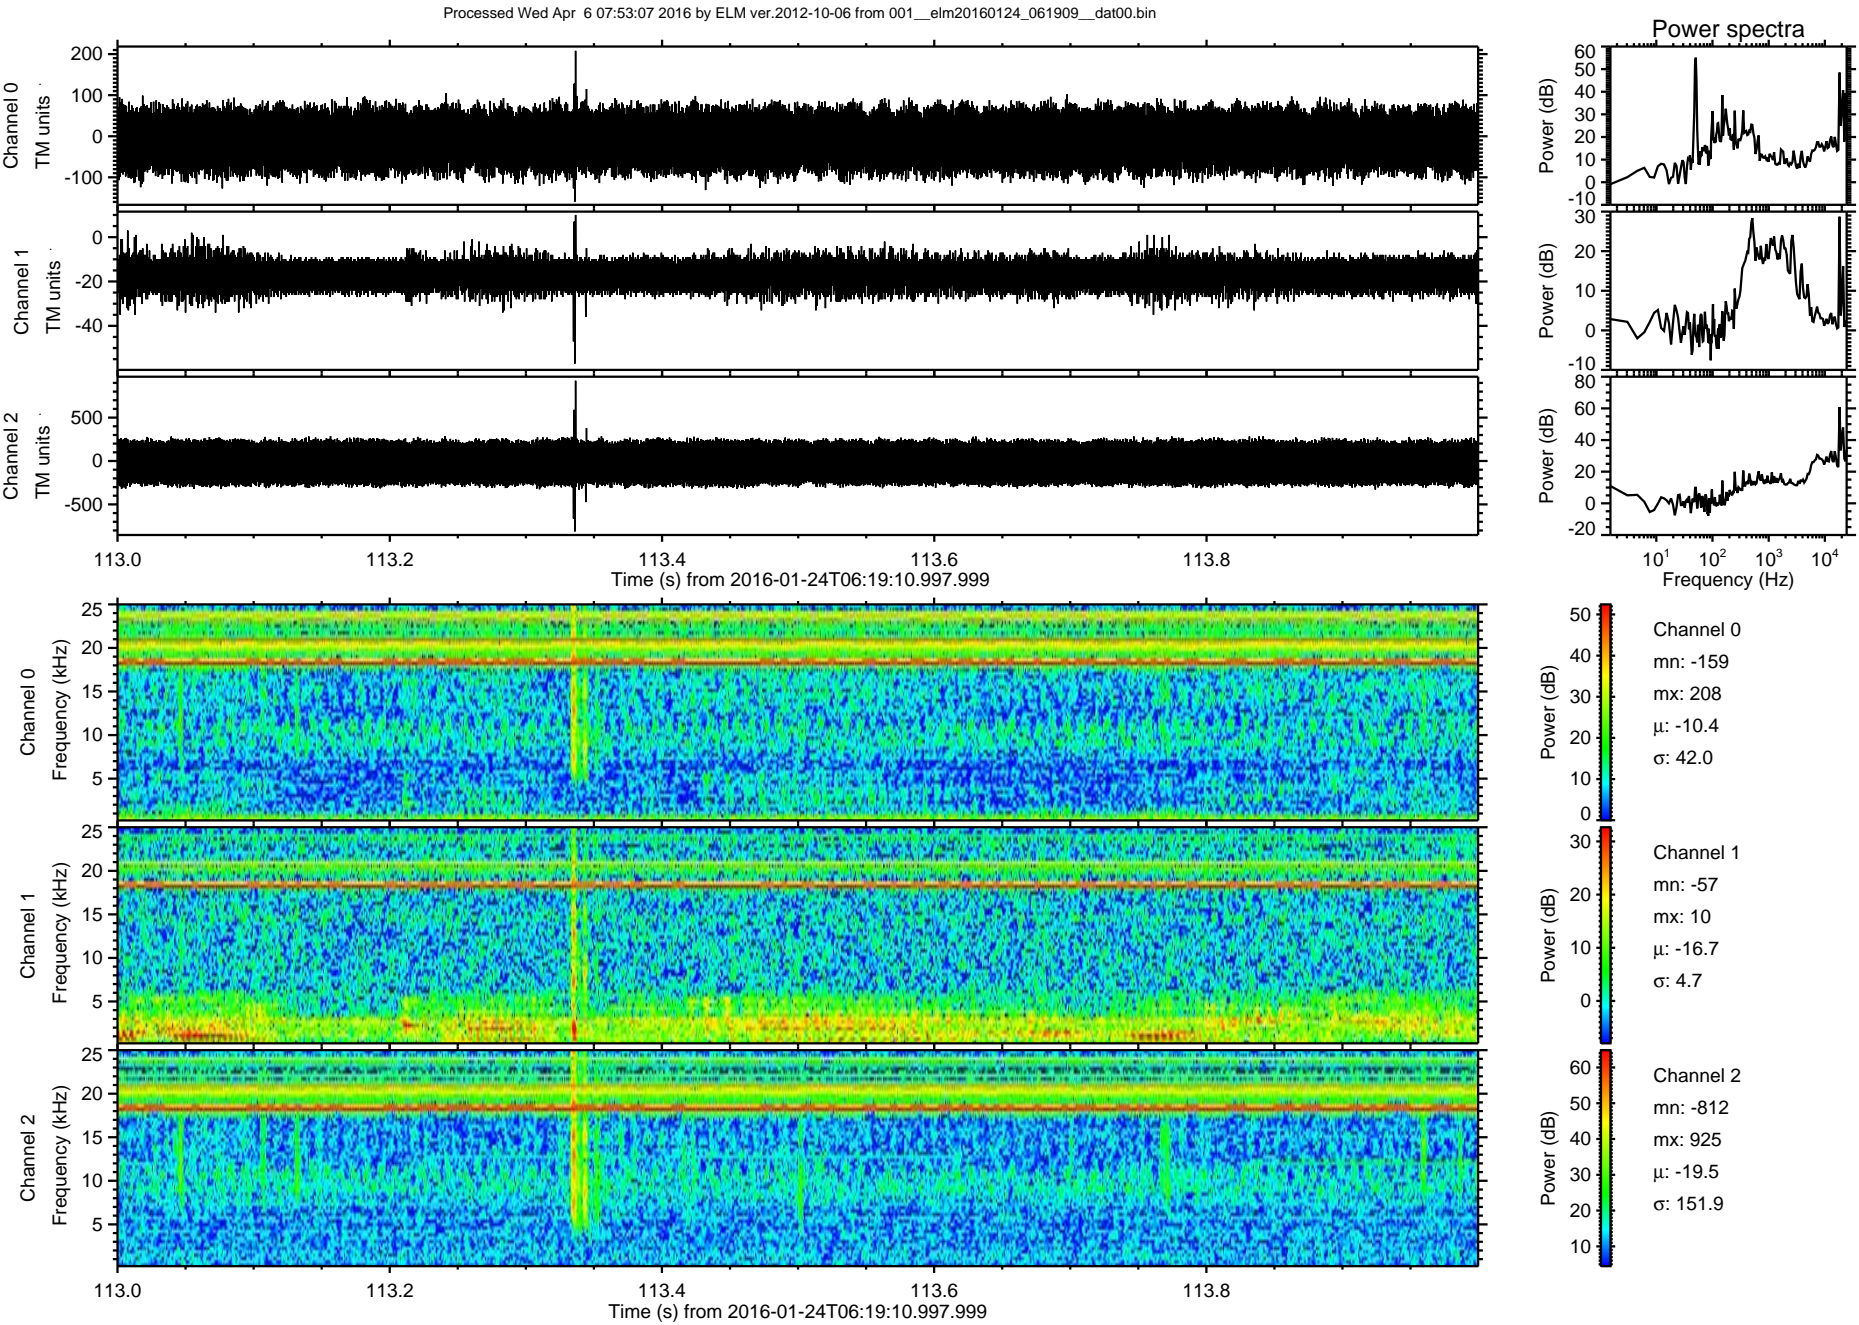 Processed Wed Apr  6 07:53:07 2016 by ELM ver.2012-10-06 from 001__elm20160124_061909__dat00.bin
Power spectra
Channel 0
TM units
200
100
0
-100
Power (dB)
60
50
40
30
20
10
0
-10
Channel 1
TM units
0
-20
-40
Power (dB)
30
20
10
0
-10
Channel 2
TM units
500
0
-500
Power (dB)
80
60
40
20
0
-20
113.0 113.2 113.4 113.6 113.8
Time (s) from 2016-01-24T06:19:10.997.999
10^1 10^2 10^3 10^4
Frequency (Hz)
Channel 0
Frequency (kHz)
25
20
15
10
5
Power (dB)
50
40
30
20
10
0
Channel 0
mn: -159
mx: 208
μ: -10.4
σ: 42.0
Channel 1
Frequency (kHz)
25
20
15
10
5
Power (dB)
30
20
10
0
Channel 1
mn: -57
mx: 10
μ: -16.7
σ: 4.7
Channel 2
Frequency (kHz)
25
20
15
10
5
Power (dB)
60
50
40
30
20
10
Channel 2
mn: -812
mx: 925
μ: -19.5
σ: 151.9
113.0 113.2 113.4 113.6 113.8
Time (s) from 2016-01-24T06:19:10.997.999